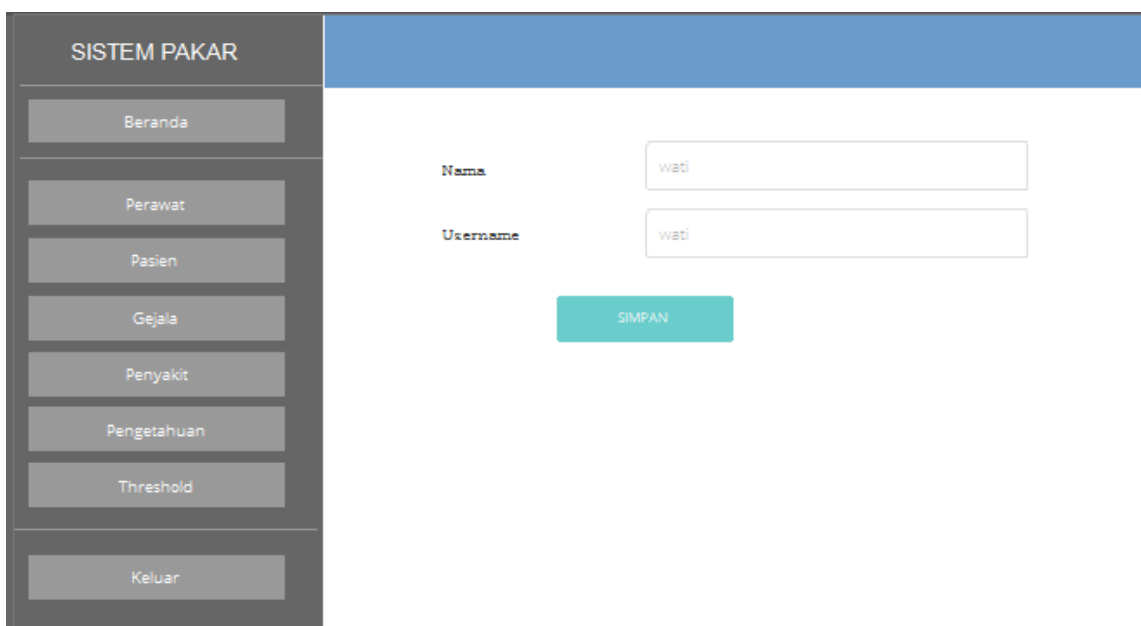 SISTEM PAKAR
Beranda
Perawat
Pasien
Gejala
Penyakit
Pengetahuan
Threshold
Keluar
Nama
wati
Username
wati
SIMPAN